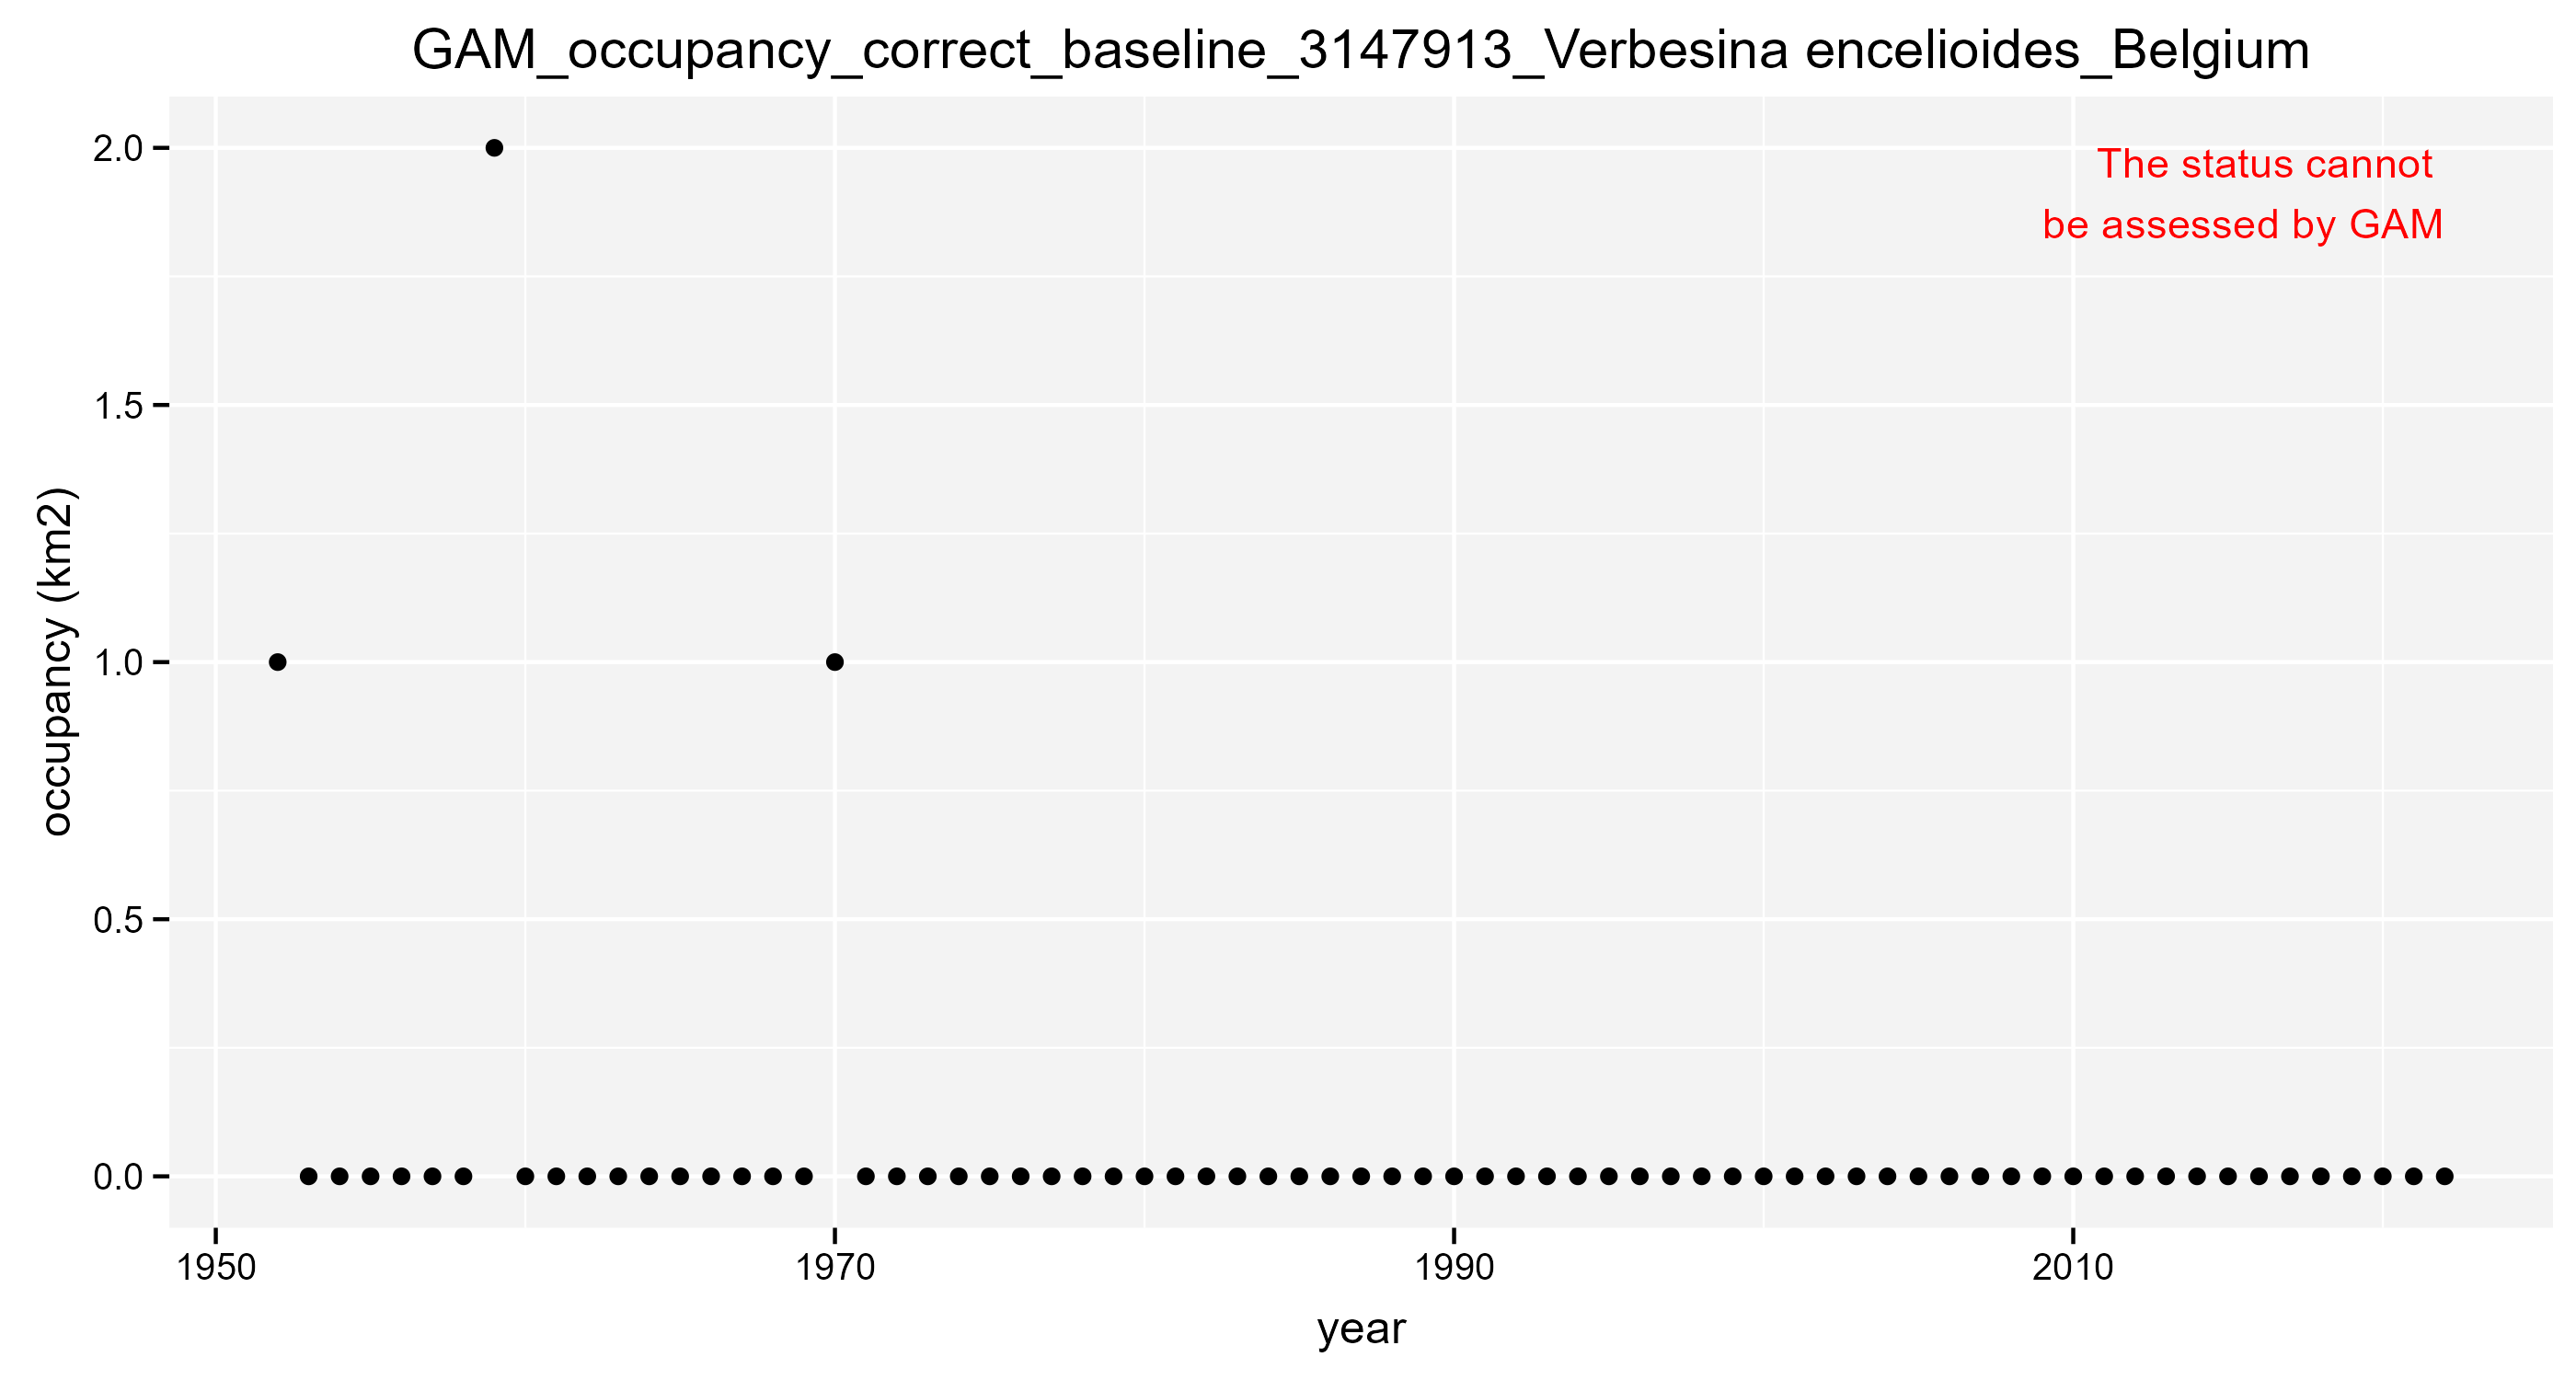 GAM_occupancy_correct_baseline_3147913_Verbesina encelioides_Belgium
The status cannot
be assessed by GAM
occupancy (km2)
2.0
1.5
1.0
0.5
0.0
1950
1970
1990
2010
year